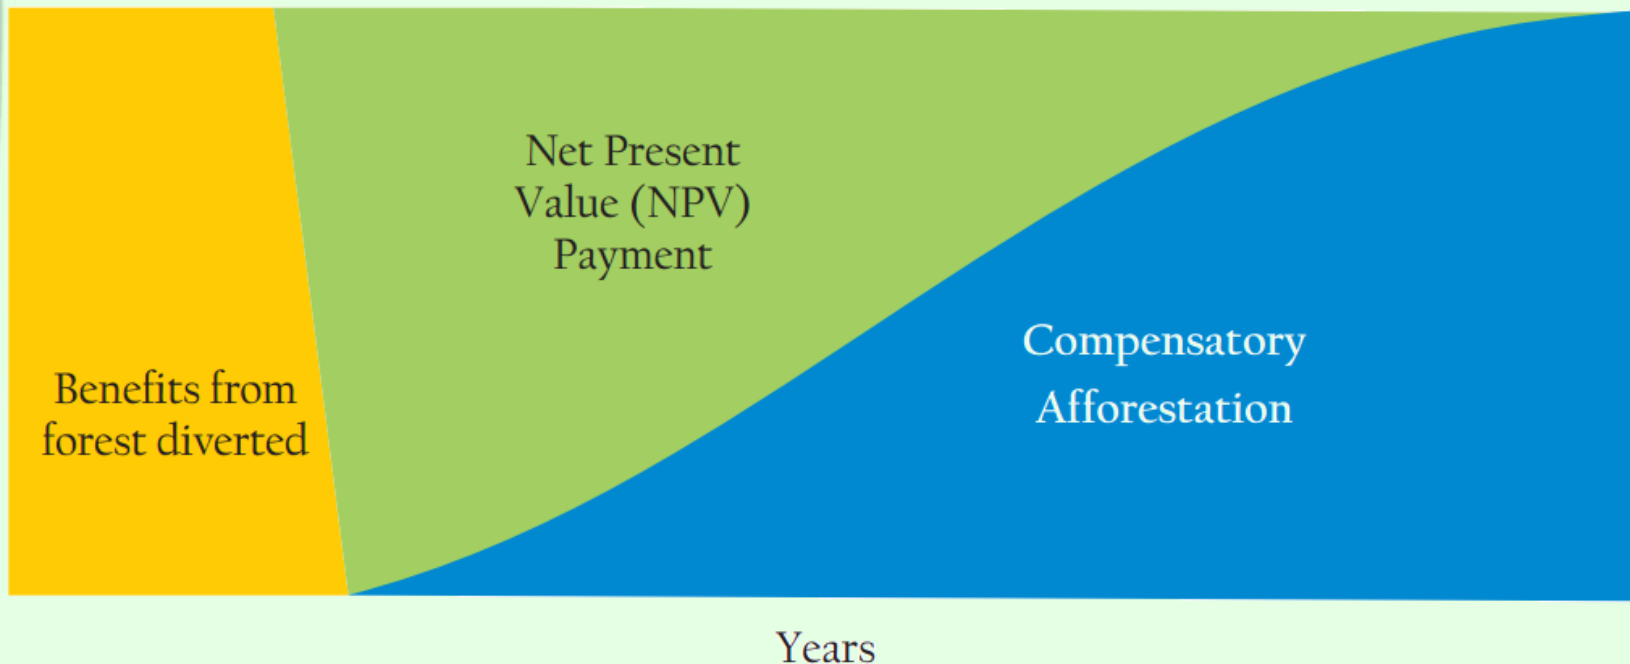 Net Present
Value (NPV)
Payment
Benefits from
forest diverted
Compensatory
Afforestation
Years